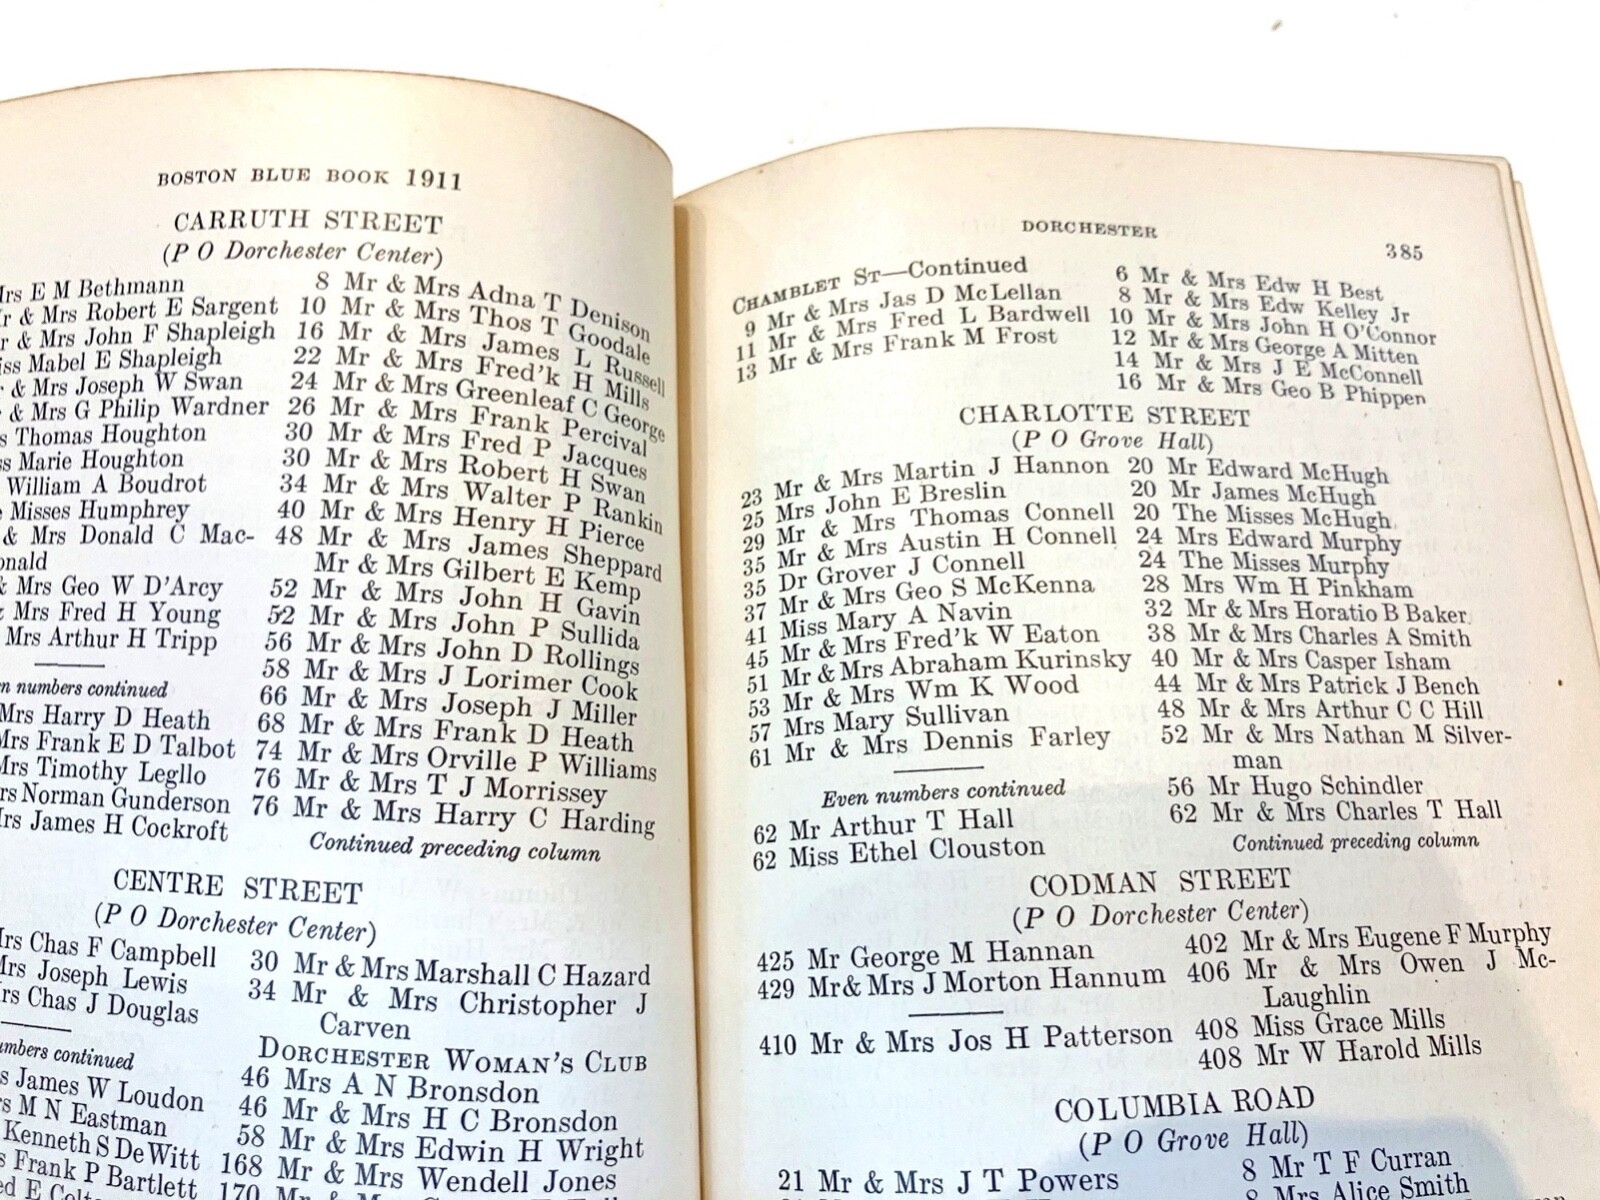 BOSTON BLUE BOOK 1911
CARRUTH STREET
(P O Dorchester Center)
E M Bethmann
& Mrs Robert E Sargent
& Mrs John F Shapleigh
Mabel E Shapleigh
& Mrs Joseph W Swan
& Mrs G Philip Wardner
Thomas Houghton
Marie Houghton
William A Boudrot
Misses Humphrey
& Mrs Donald C Mac-
& Mrs Geo W D'Arcy
Mrs Fred H Young
Mrs Arthur H Tripp
numbers continued
Mrs Harry D Heath
Mrs Frank E D Talbot
Mrs Timothy Legllo
Norman Gunderson
James H Cockroft
8 Mr & Mrs Adna T Denison
10 Mr & Mrs Thos T Goodale
16 Mr & Mrs James L Russell
22 Mr & Mrs Fred'k H Mills
24 Mr & Mrs Greenleaf C George
26 Mr & Mrs Frank Percival
30 Mr & Mrs Fred P Jacques
30 Mr & Mrs Robert H Swan
34 Mr & Mrs Walter P Rankin
40 Mr & Mrs Henry H Pierce
48 Mr & Mrs James Sheppard
Mr & Mrs Gilbert E Kemp
52 Mr & Mrs John H Gavin
52 Mr & Mrs John P Sullida
56 Mr & Mrs John D Rollings
58 Mr & Mrs J Lorimer Cook
66 Mr & Mrs Joseph J Miller
68 Mr & Mrs Frank D Heath
74 Mr & Mrs Orville P Williams
76 Mr & Mrs T J Morrissey
76 Mr & Mrs Harry C Harding
Continued preceding column
CENTRE STREET
(P O Dorchester Center)
Chas F Campbell
Joseph Lewis
Chas J Douglas
continued
James W Loudon
M N Eastman
Kenneth S DeWitt
Frank P Bartlett
30 Mr & Mrs Marshall C Hazard
34 Mr & Mrs Christopher J
Carven
DORCHESTER WOMAN'S CLUB
46 Mrs A N Bronsdon
46 Mr & Mrs H C Bronsdon
58 Mr & Mrs Edwin H Wright
168 Mr & Mrs Wendell Jones
170
DORCHESTER
385
CHAMBLET ST—Continued
9 Mr & Mrs Jas D McLellan
11 Mr & Mrs Fred L Bardwell
13 Mr & Mrs Frank M Frost
6 Mr & Mrs Edw H Best
8 Mr & Mrs Edw Kelley Jr
10 Mr & Mrs John H O'Connor
12 Mr & Mrs George A Mitten
14 Mr & Mrs J E McConnell
16 Mr & Mrs Geo B Phippen
CHARLOTTE STREET
(P O Grove Hall)
23 Mr & Mrs Martin J Hannon
25 Mrs John E Breslin
29 Mr & Mrs Thomas Connell
35 Mr & Mrs Austin H Connell
35 Dr Grover J Connell
37 Mr & Mrs Geo S McKenna
41 Miss Mary A Navin
45 Mr & Mrs Fred'k W Eaton
51 Mr & Mrs Abraham Kurinsky
53 Mr & Mrs Wm K Wood
57 Mrs Mary Sullivan
61 Mr & Mrs Dennis Farley
Even numbers continued
62 Mr Arthur T Hall
62 Miss Ethel Clouston
20 Mr Edward McHugh
20 Mr James McHugh
20 The Misses McHugh
24 Mrs Edward Murphy
24 The Misses Murphy
28 Mrs Wm H Pinkham
32 Mr & Mrs Horatio B Baker
38 Mr & Mrs Charles A Smith
40 Mr & Mrs Casper Isham
44 Mr & Mrs Patrick J Bench
48 Mr & Mrs Arthur C C Hill
52 Mr & Mrs Nathan M Silver-
man
56 Mr Hugo Schindler
62 Mr & Mrs Charles T Hall
Continued preceding column
CODMAN STREET
(P O Dorchester Center)
425 Mr George M Hannan
429 Mr & Mrs J Morton Hannum
410 Mr & Mrs Jos H Patterson
402 Mr & Mrs Eugene F Murphy
406 Mr & Mrs Owen J Mc-
Laughlin
408 Miss Grace Mills
408 Mr W Harold Mills
COLUMBIA ROAD
(P O Grove Hall)
21 Mr & Mrs J T Powers
8 Mr T F Curran
8 Mrs Alice Smith